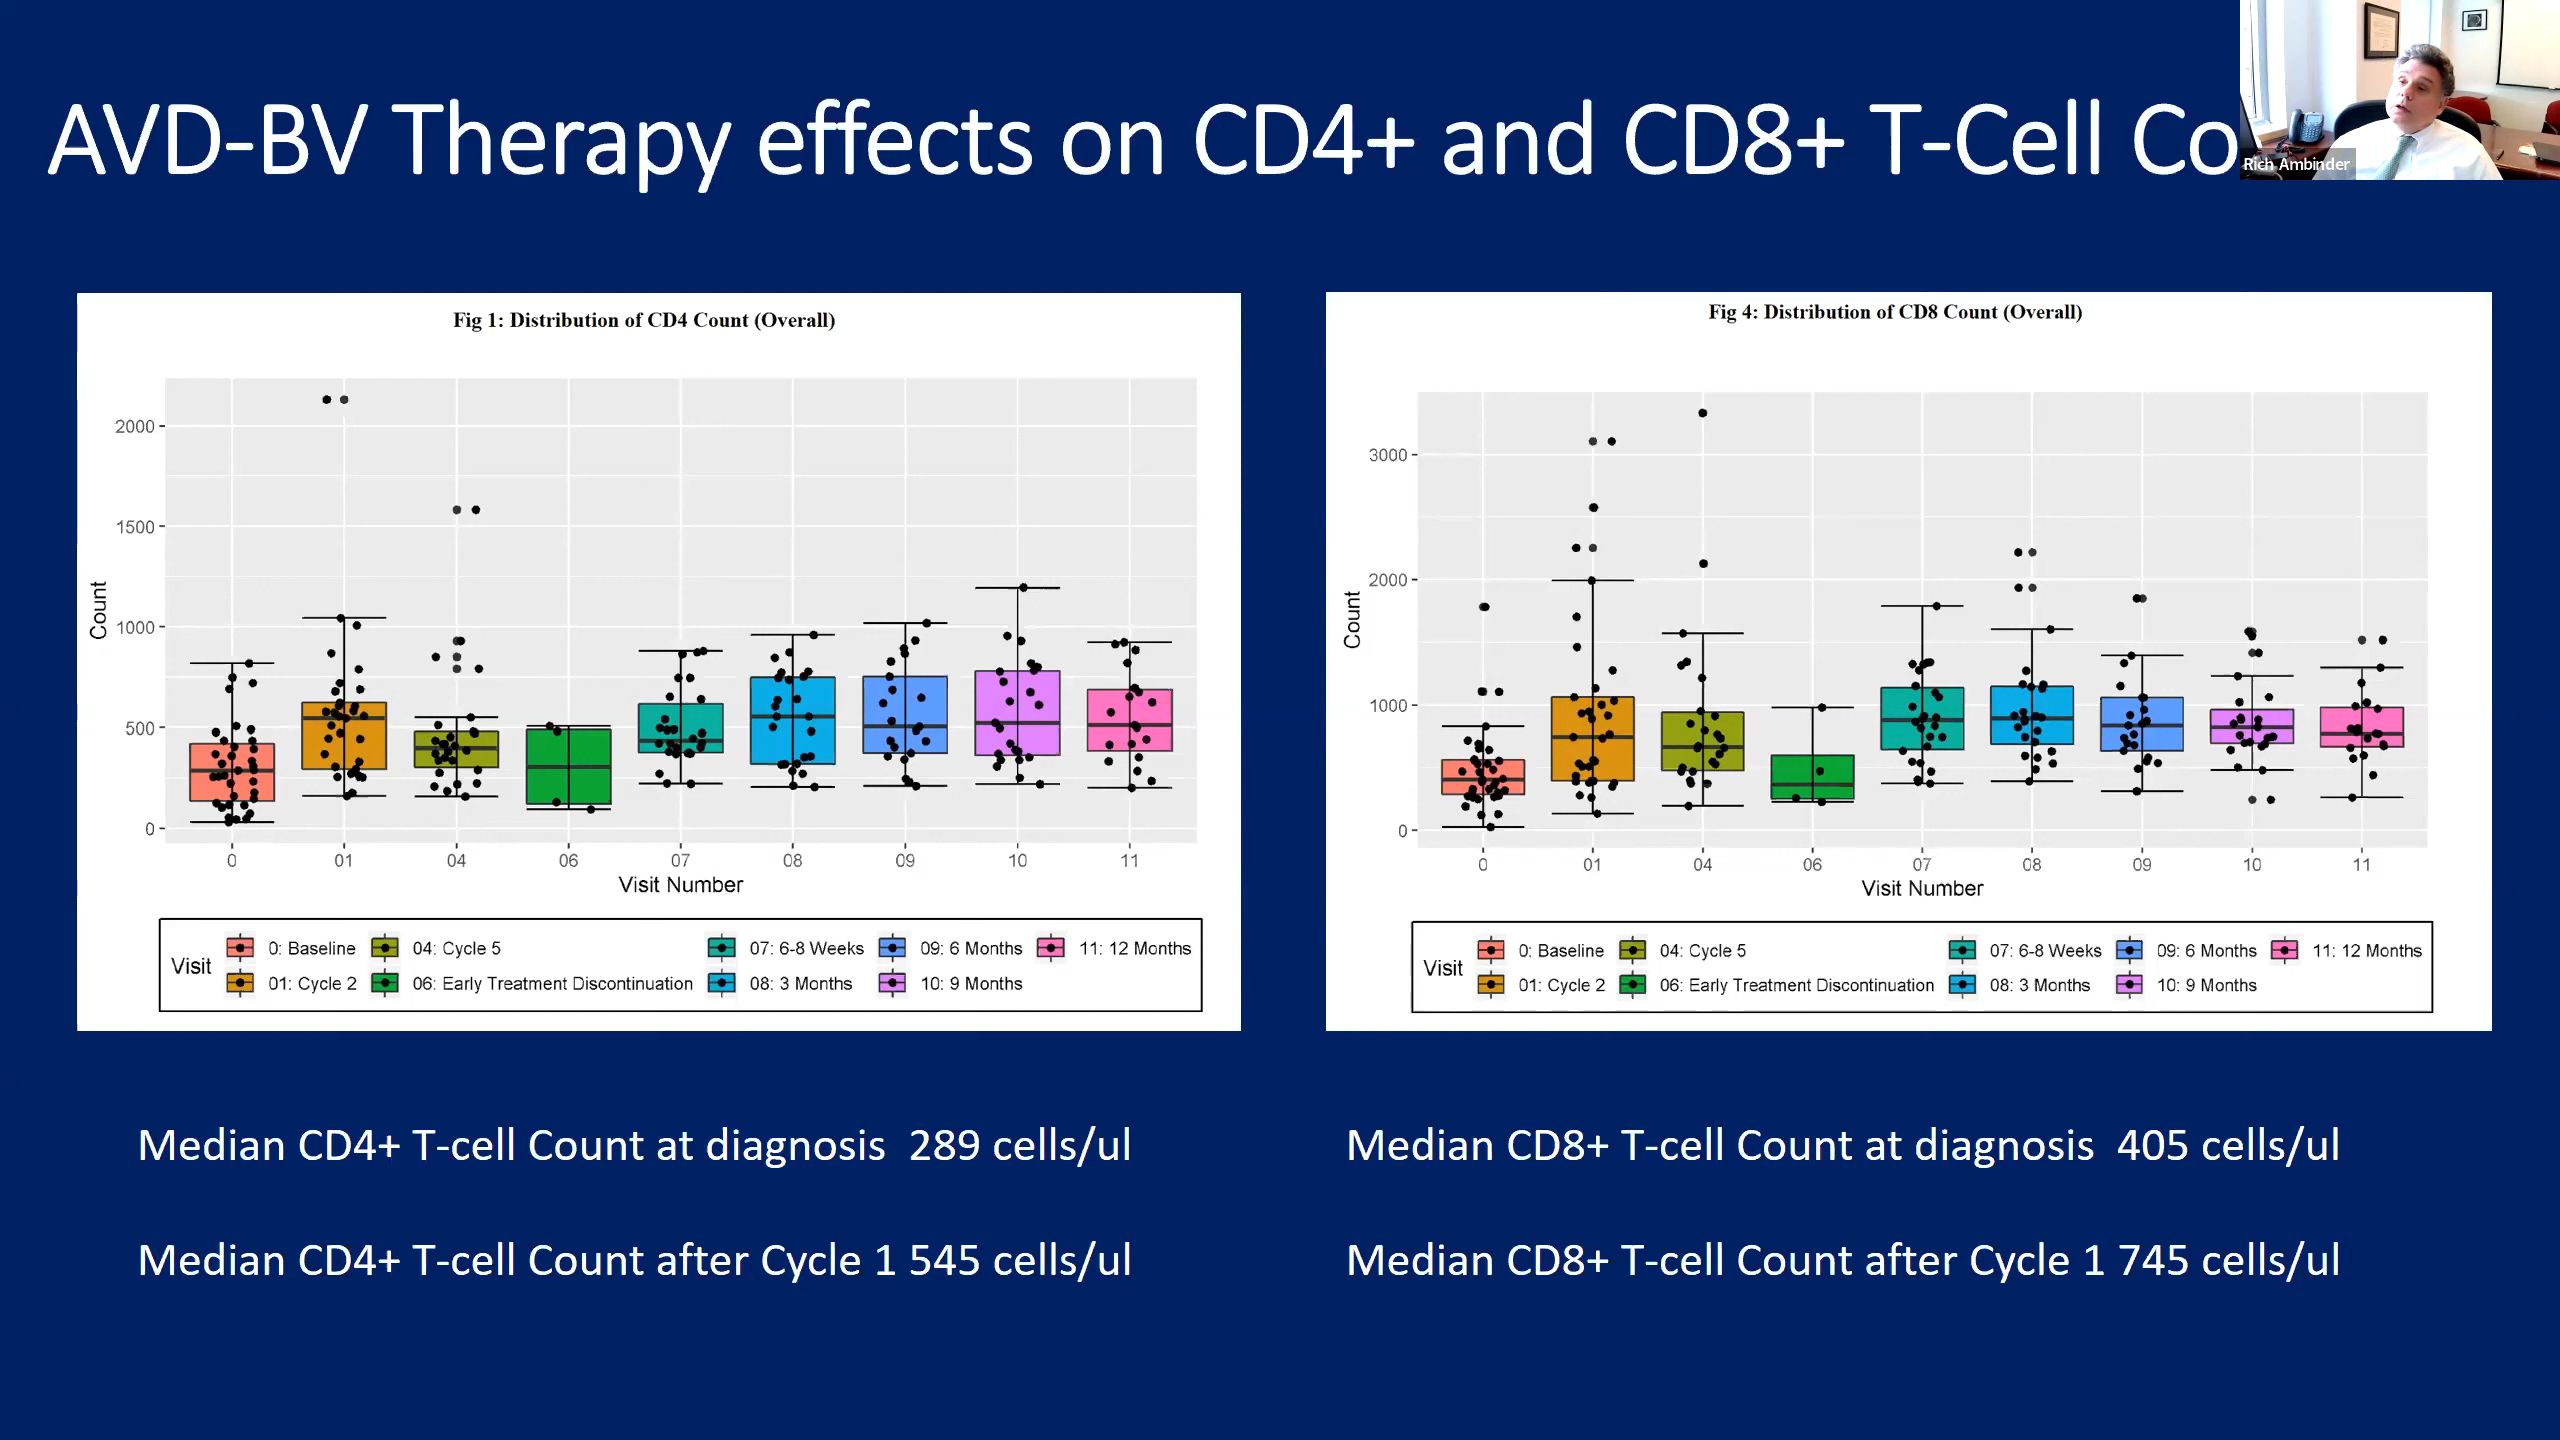 AVD-BV Therapy effects on CD4+ and CD8+ T-Cell Co
Rich Ambinder
Fig 1: Distribution of CD4 Count (Overall)
2000
1500
1000
500
0
Count
0 01 04 06 07 08 09 10 11
Visit Number
Visit
0: Baseline 04: Cycle 5 07: 6-8 Weeks 09: 6 Months 11: 12 Months
01: Cycle 2 06: Early Treatment Discontinuation 08: 3 Months 10: 9 Months
Fig 4: Distribution of CD8 Count (Overall)
3000
2000
1000
0
Count
0 01 04 06 07 08 09 10 11
Visit Number
Visit
0: Baseline 04: Cycle 5 07: 6-8 Weeks 09: 6 Months 11: 12 Months
01: Cycle 2 06: Early Treatment Discontinuation 08: 3 Months 10: 9 Months
Median CD4+ T-cell Count at diagnosis 289 cells/ul
Median CD4+ T-cell Count after Cycle 1 545 cells/ul
Median CD8+ T-cell Count at diagnosis 405 cells/ul
Median CD8+ T-cell Count after Cycle 1 745 cells/ul